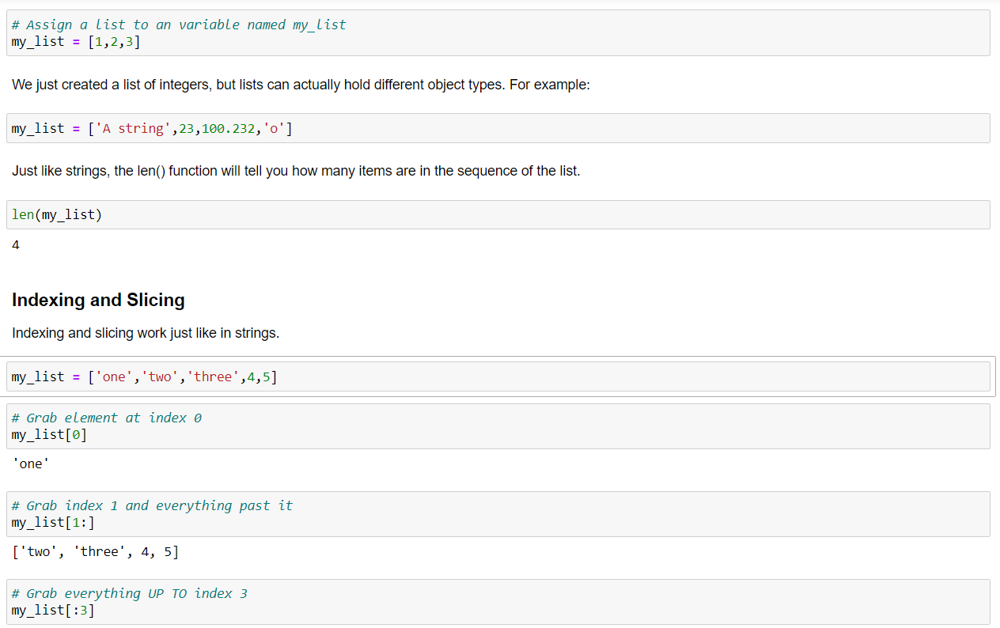 # Assign a list to an variable named my_list
my_list = [1,2,3]
We just created a list of integers, but lists can actually hold different object types. For example:
my_list = ['A string',23,100.232,'o']
Just like strings, the len() function will tell you how many items are in the sequence of the list.
len(my_list)
4
Indexing and Slicing
Indexing and slicing work just like in strings.
my_list = ['one','two','three',4,5]
# Grab element at index 0
my_list[0]
'one'
# Grab index 1 and everything past it
my_list[1:]
['two', 'three', 4, 5]
# Grab everything UP TO index 3
my_list[:3]